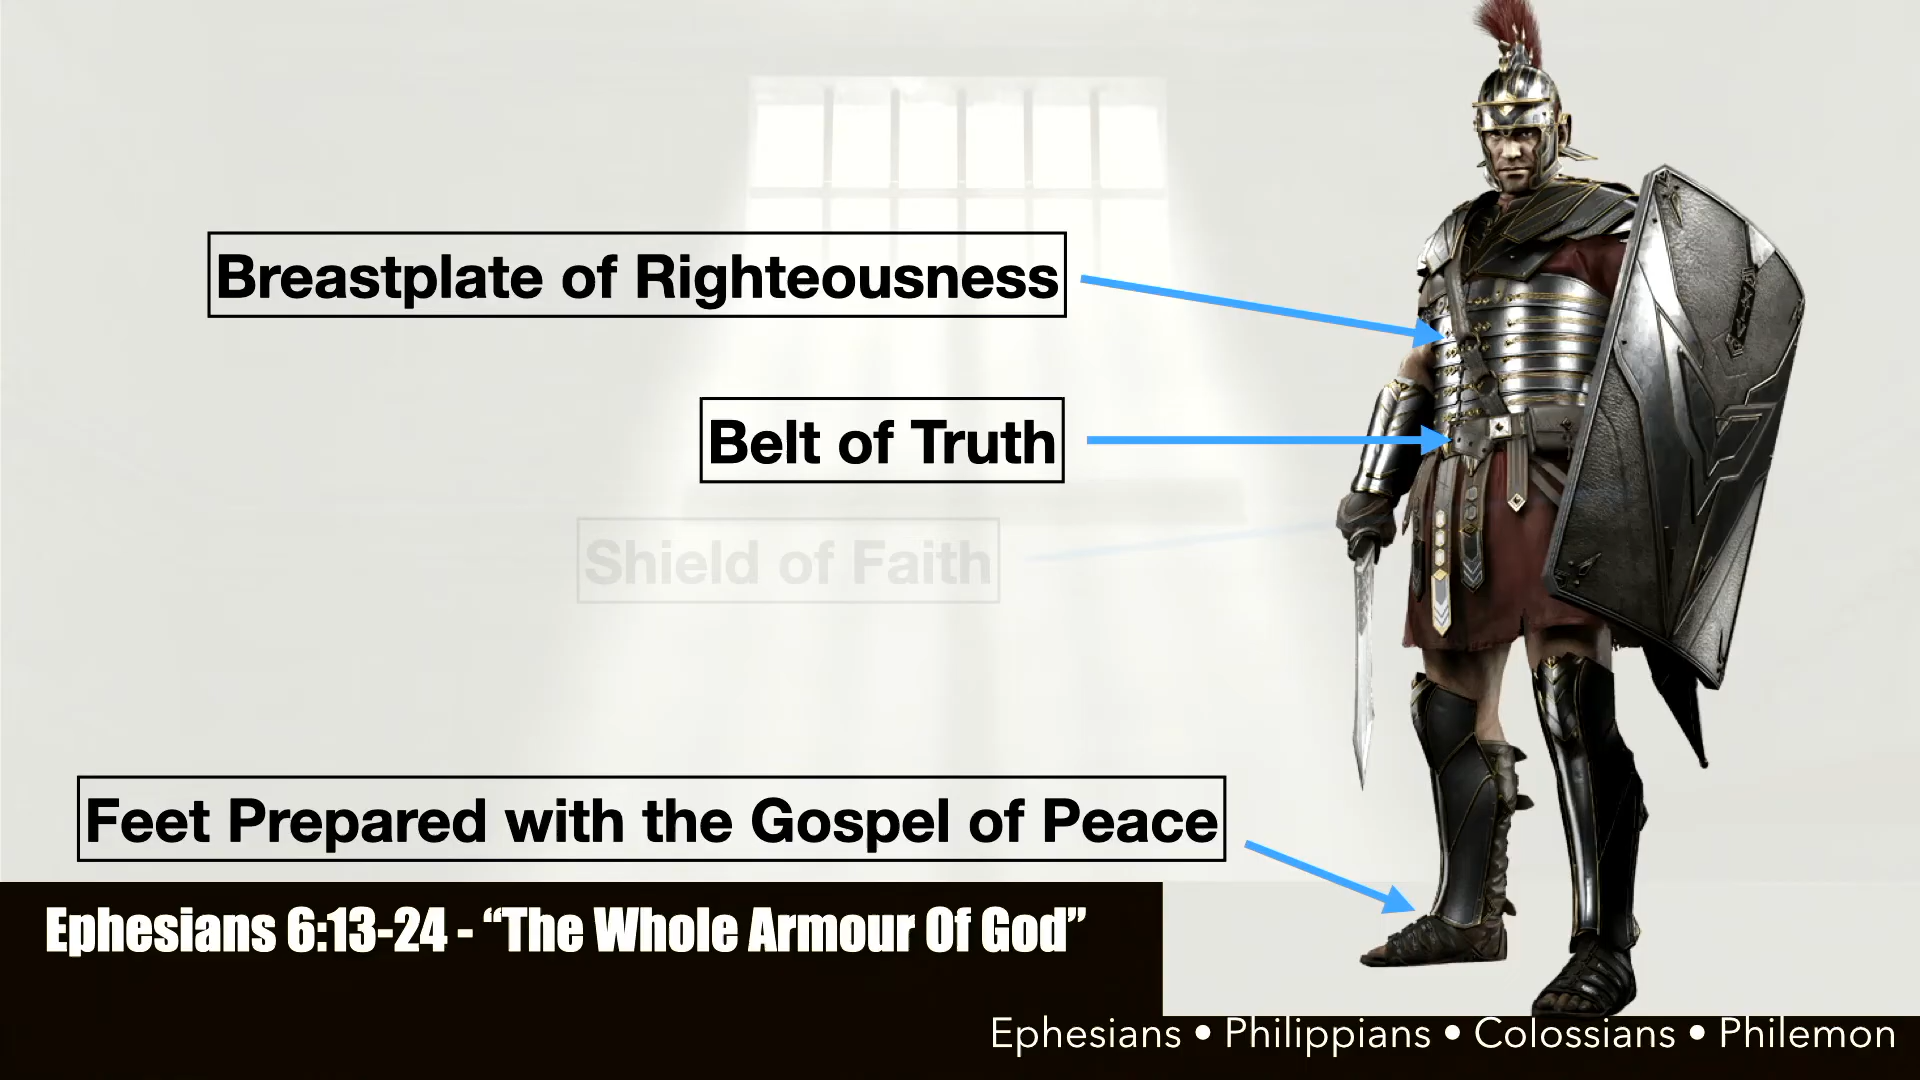 Breastplate of Righteousness
Belt of Truth
Shield of Faith
Feet Prepared with the Gospel of Peace
Ephesians 6:13-24 - “The Whole Armour Of God”
Ephesians • Philippians • Colossians • Philemon